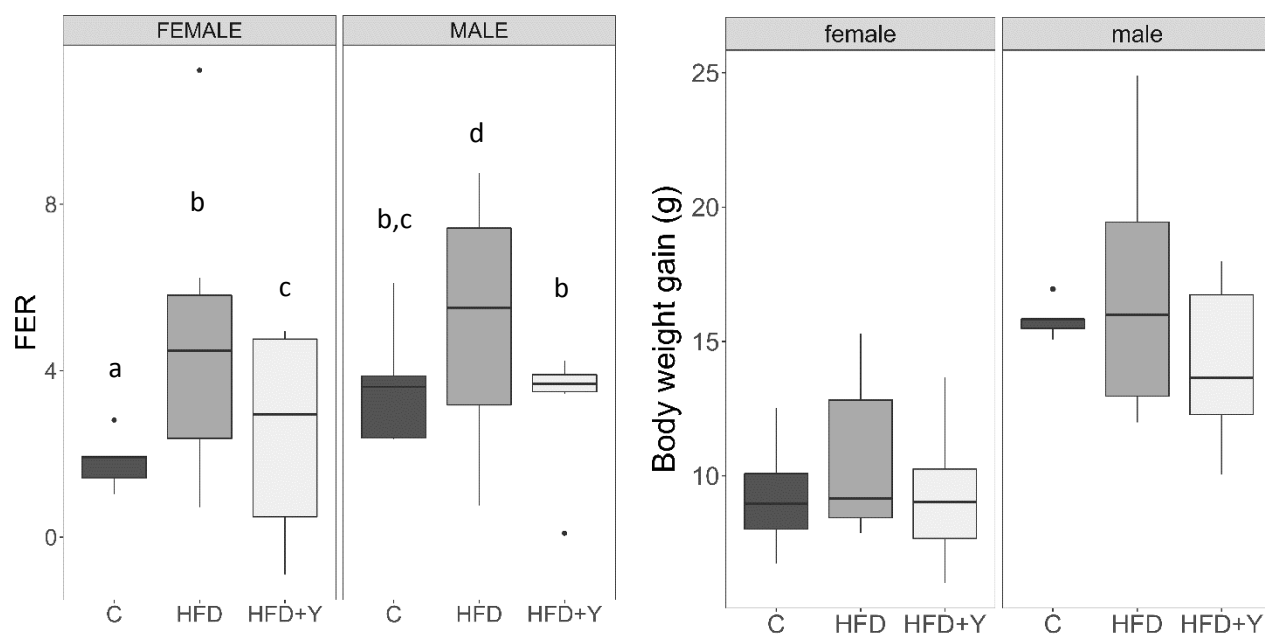 FEMALE MALE
FER
8
4
0
a
b
c
b,c
d
b
C HFD HFD+Y C HFD HFD+Y
female male
Body weight gain (g)
25
20
15
10
C HFD HFD+Y C HFD HFD+Y